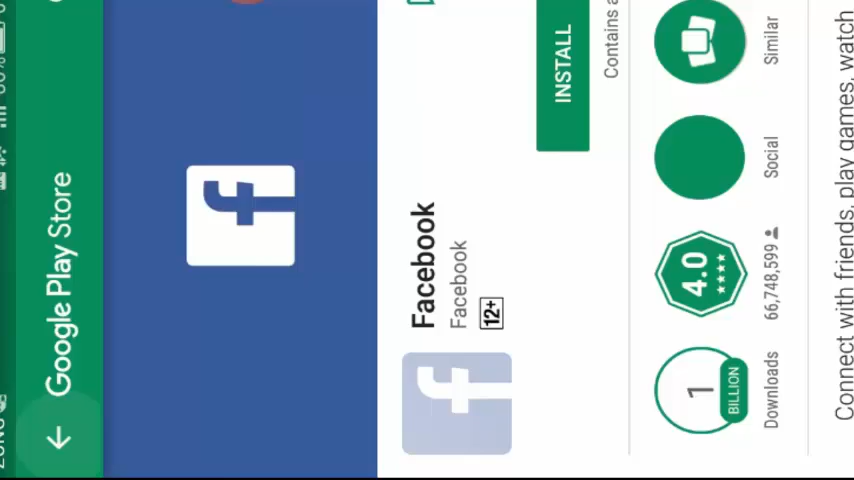 Google Play Store
Facebook
Facebook
12+
INSTALL
Contains
1
BILLION
Downloads
4.0
66,748,599
Social
Similar
Connect with friends, play games, watch